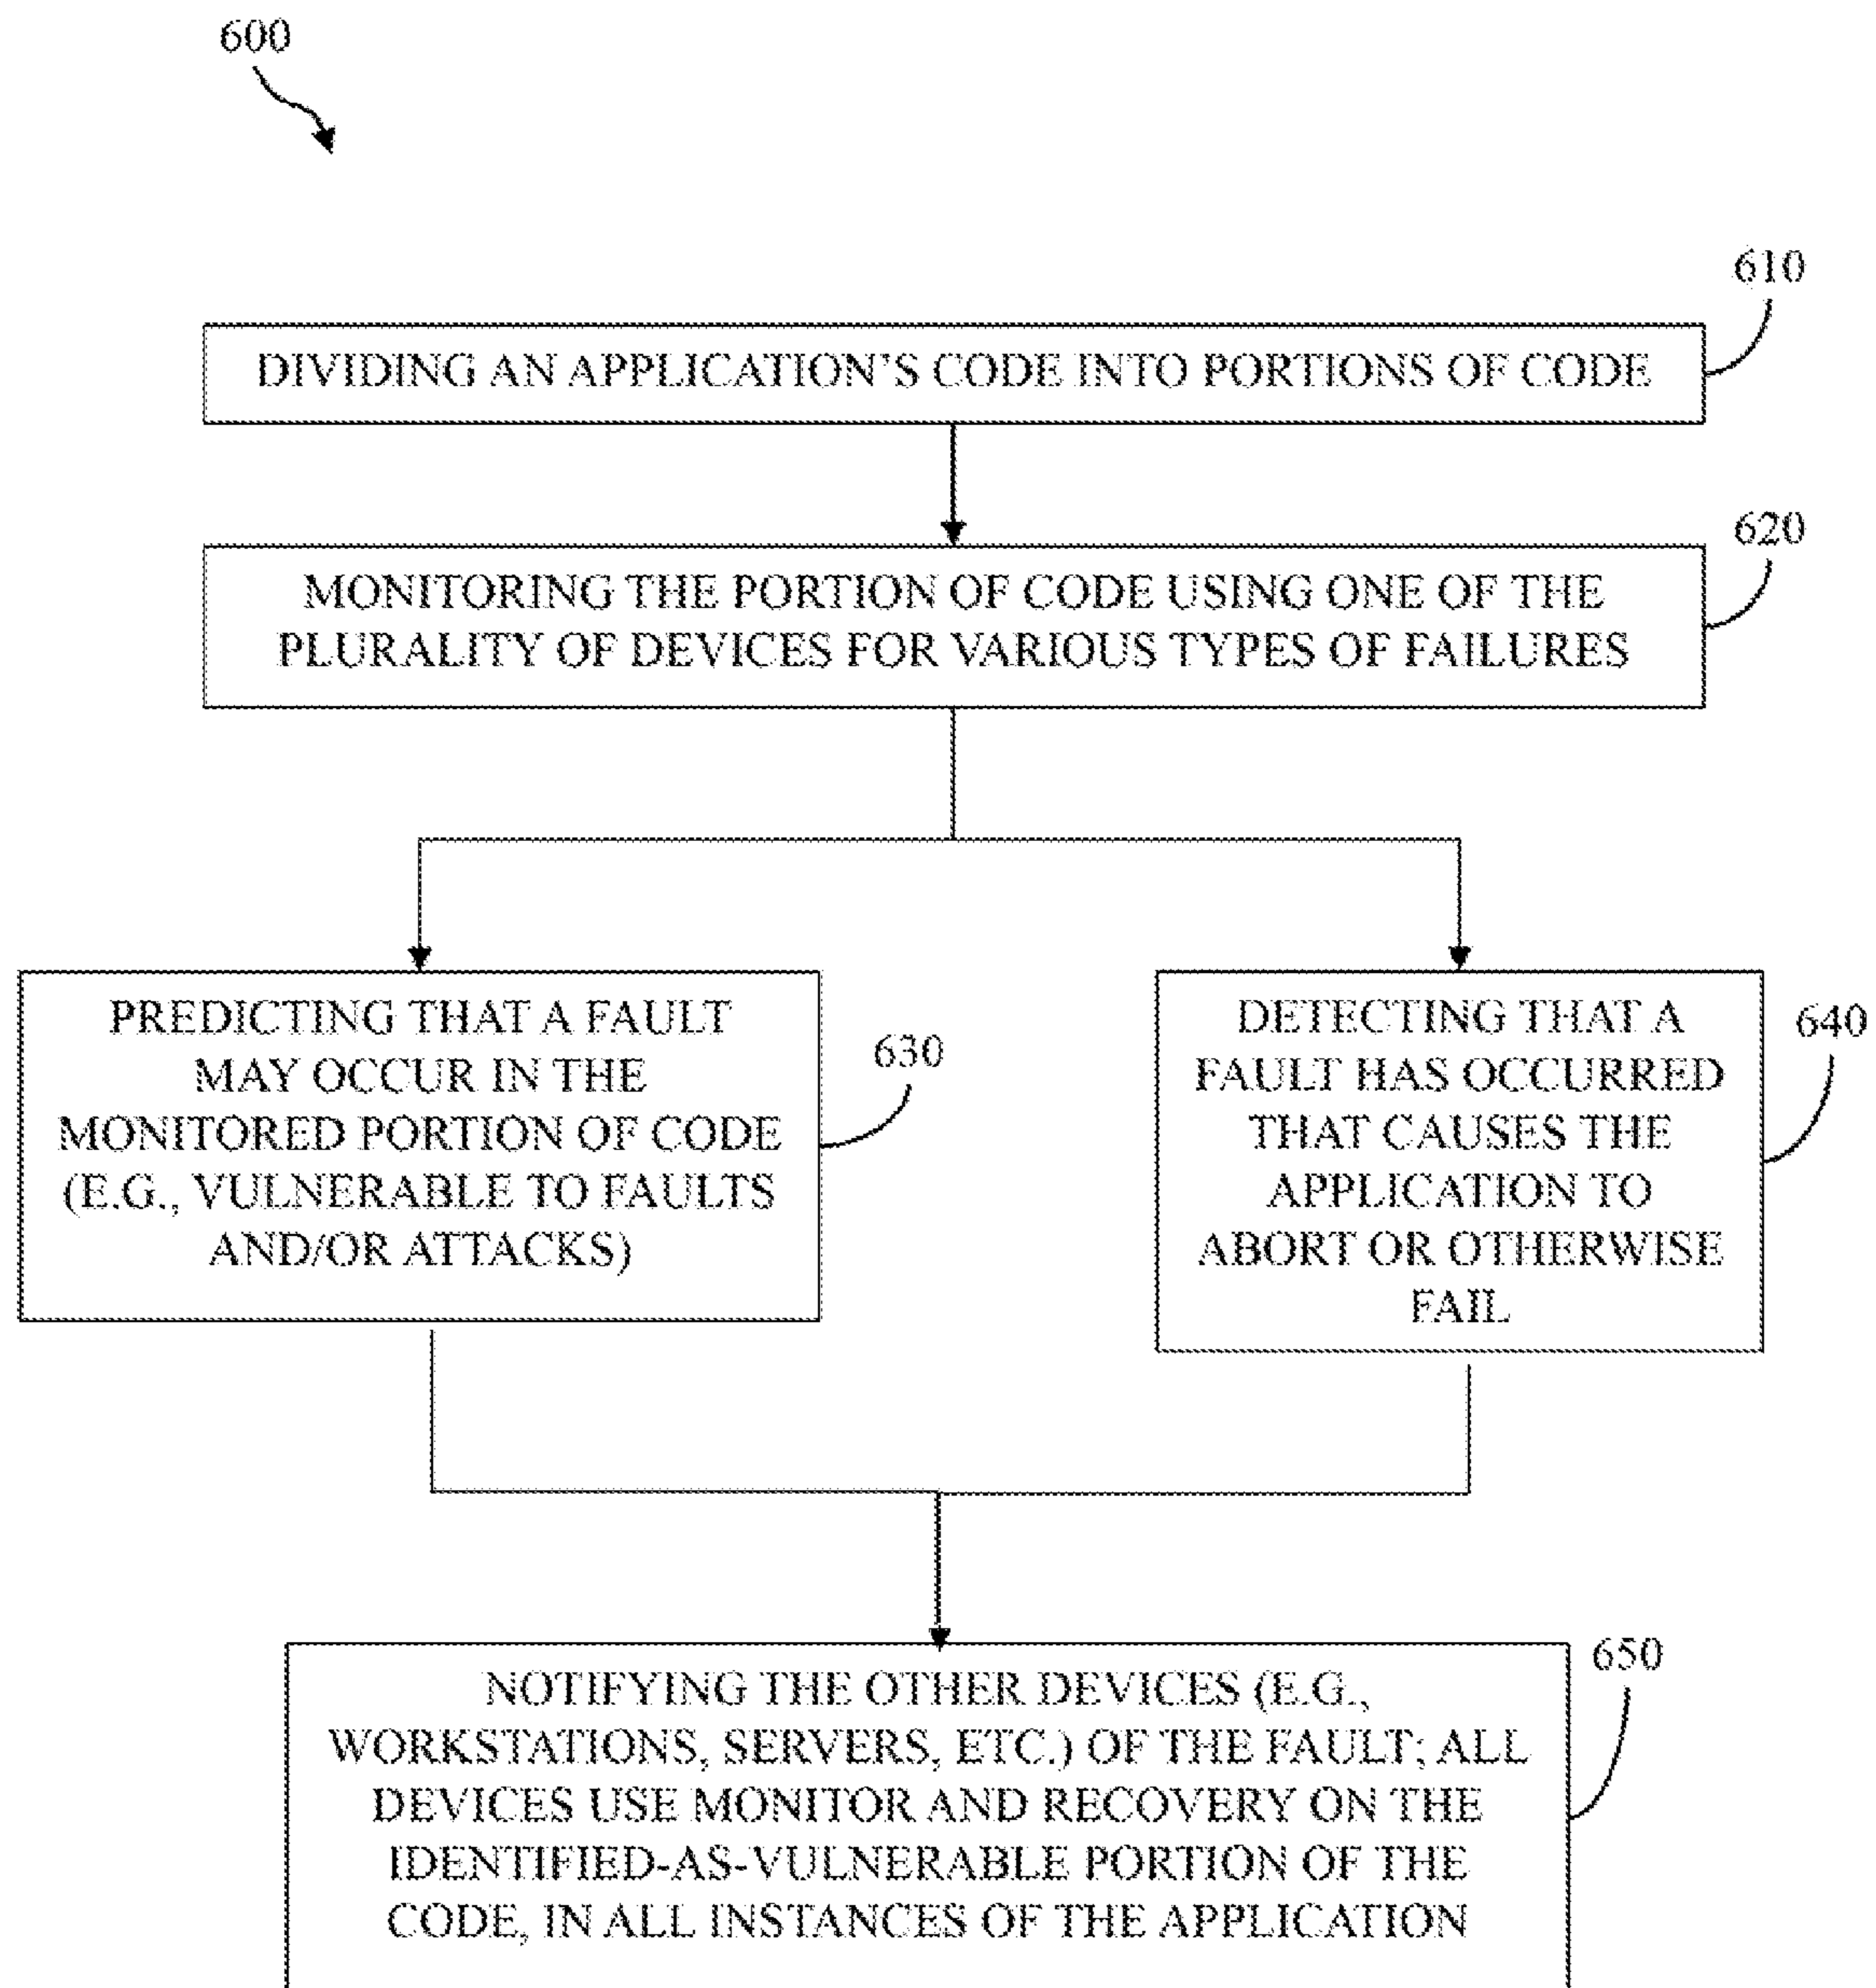 600
610
DIVIDING AN APPLICATION'S CODE INTO PORTIONS OF CODE
620
MONITORING THE PORTION OF CODE USING ONE OF THE
PLURALITY OF DEVICES FOR VARIOUS TYPES OF FAILURES
PREDICTING THAT A FAULT
MAY OCCUR IN THE
MONITORED PORTION OF CODE
(E.G., VULNERABLE TO FAULTS
AND/OR ATTACKS)
630
DETECTING THAT A
FAULT HAS OCCURRED
THAT CAUSES THE
APPLICATION TO
ABORT OR OTHERWISE
FAIL
640
650
NOTIFYING THE OTHER DEVICES (E.G.,
WORKSTATIONS, SERVERS, ETC.) OF THE FAULT; ALL
DEVICES USE MONITOR AND RECOVERY ON THE
IDENTIFIED-AS-VULNERABLE PORTION OF THE
CODE, IN ALL INSTANCES OF THE APPLICATION